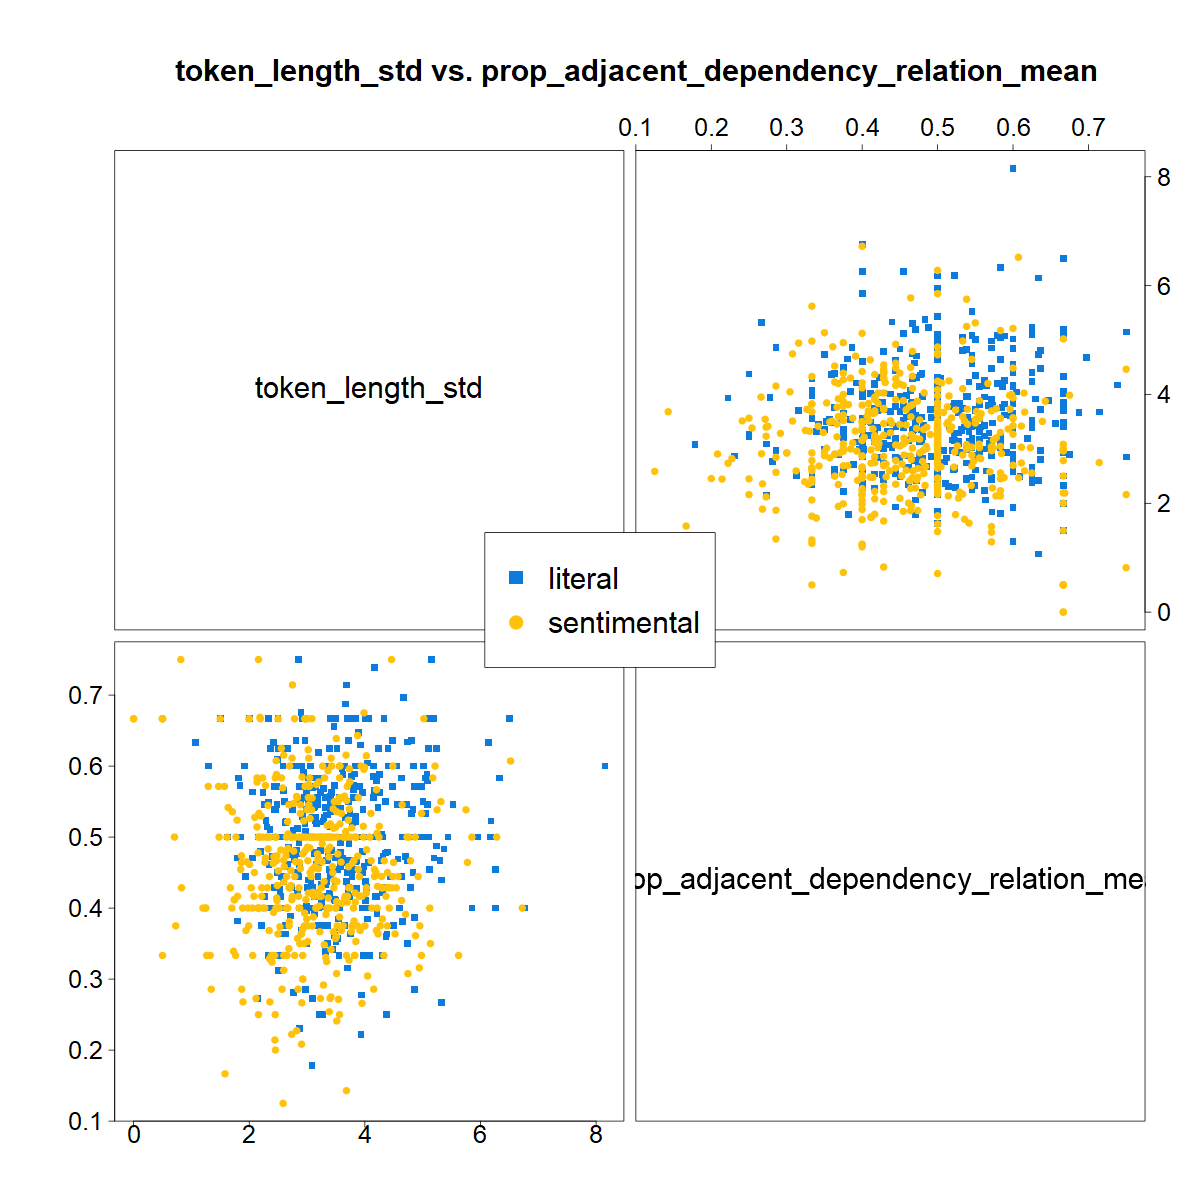 token_length_std vs. prop_adjacent_dependency_relation_mean
0.1 0.2 0.3 0.4 0.5 0.6 0.7
8
6
token_length_std
4
2
literal
0
sentimental
0.7
0.6
0.5
op_adjacent_dependency_relation_me
0.4
0.3
0.2
0.1
0 2 4 6 8